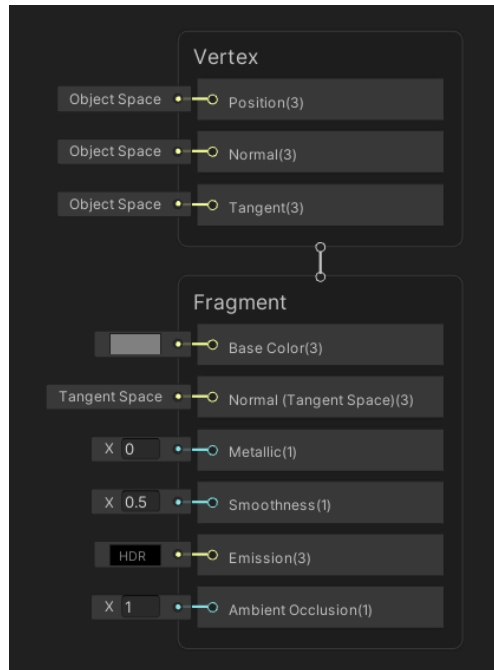 Vertex
Object Space Position(3)
Object Space Normal(3)
Object Space Tangent(3)
Fragment
Base Color(3)
Tangent Space Normal (Tangent Space)(3)
X 0 Metallic(1)
X 0.5 Smoothness(1)
HDR Emission(3)
X 1 Ambient Occlusion(1)